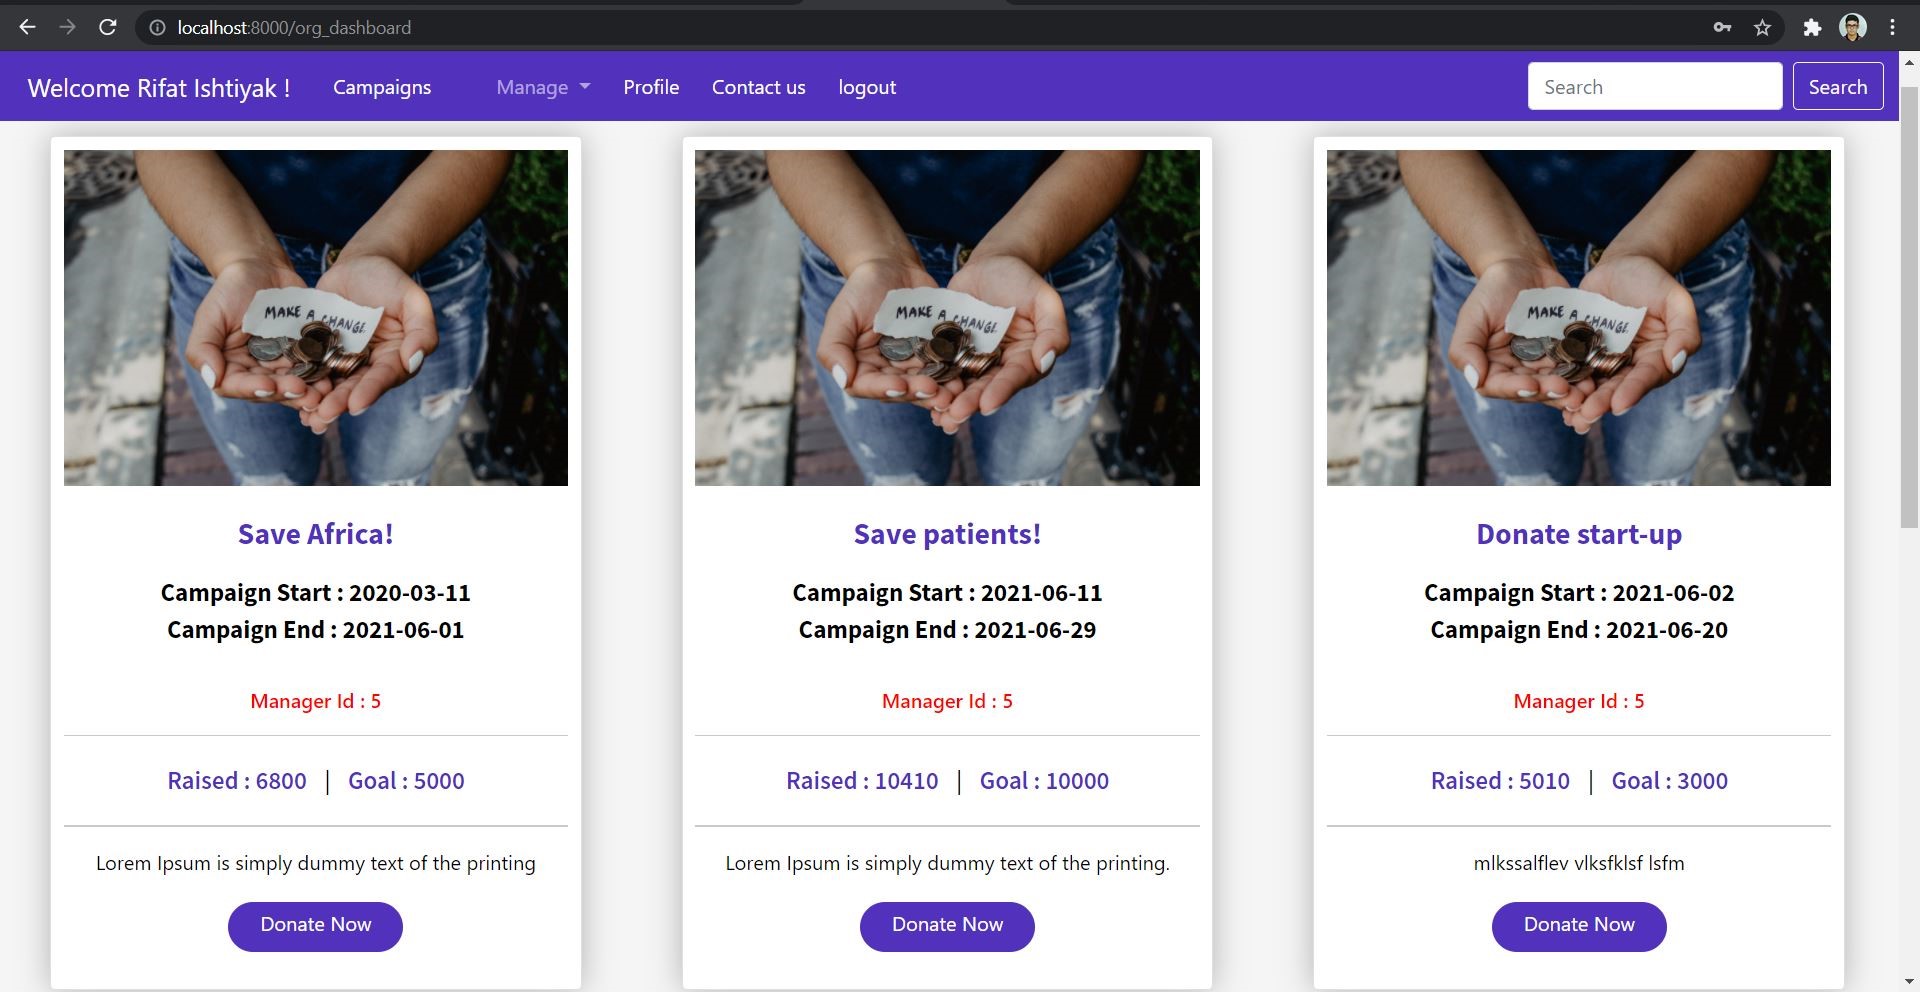 localhost:8000/org_dashboard
Welcome Rifat Ishtiyak ! Campaigns Manage Profile Contact us logout Search Search
MAKE A CHANGE.
Save Africa!
Campaign Start : 2020-03-11
Campaign End : 2021-06-01
Manager Id : 5
Raised : 6800 | Goal : 5000
Lorem Ipsum is simply dummy text of the printing
Donate Now
MAKE A CHANGE.
Save patients!
Campaign Start : 2021-06-11
Campaign End : 2021-06-29
Manager Id : 5
Raised : 10410 | Goal : 10000
Lorem Ipsum is simply dummy text of the printing.
Donate Now
MAKE A CHANGE.
Donate start-up
Campaign Start : 2021-06-02
Campaign End : 2021-06-20
Manager Id : 5
Raised : 5010 | Goal : 3000
mlkssalflev vlksfklsf lsfm
Donate Now